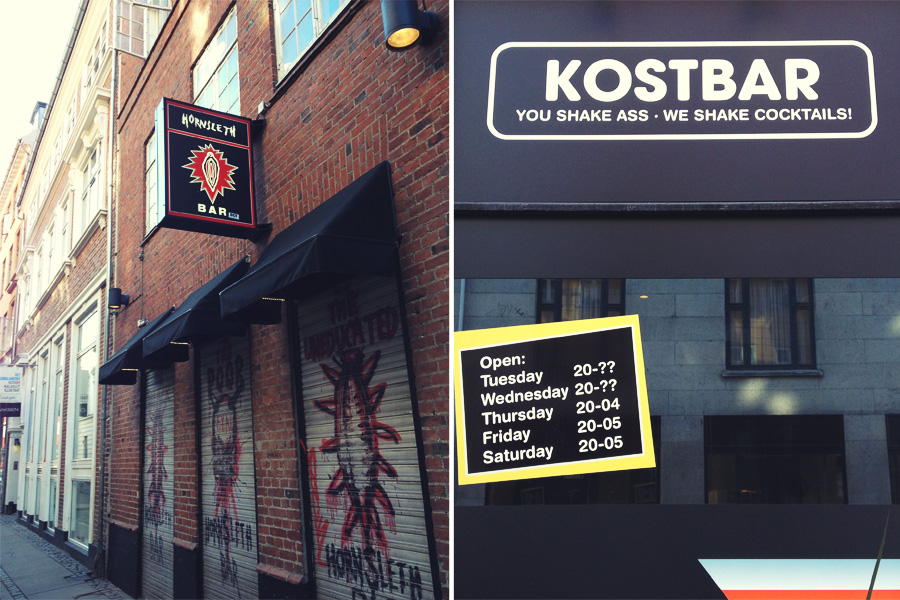 HORNSLETH
BAR
THE
UNEDUCATED
POOR
HORNSLETH
BAR
HORNSLETH
KOSTBAR
YOU SHAKE ASS · WE SHAKE COCKTAILS!
Open:
Tuesday 20-??
Wednesday 20-??
Thursday 20-04
Friday 20-05
Saturday 20-05